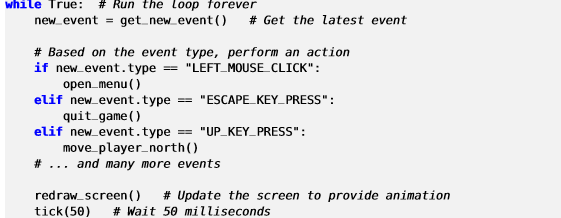 while True:  # Run the loop forever
    new_event = get_new_event()   # Get the latest event
    # Based on the event type, perform an action
    if new_event.type == "LEFT_MOUSE_CLICK":
        open_menu()
    elif new_event.type == "ESCAPE_KEY_PRESS":
        quit_game()
    elif new_event.type == "UP_KEY_PRESS":
        move_player_north()
    # ... and many more events
    redraw_screen()   # Update the screen to provide animation
    tick(50)   # Wait 50 milliseconds